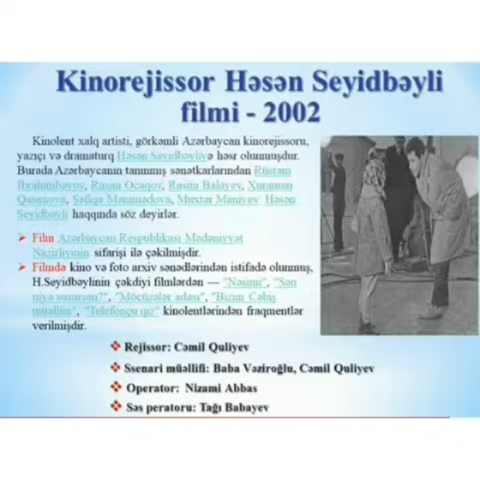 Kinorejissor Həsən Seyidbəyli
filmi - 2002
Kinolent xalq artisti, görkəmli Azərbaycan kinorejissoru,
yazıçı və dramaturq Həsən Seyidbəyliyə həsr olunmuşdur.
Burada Azərbaycanın tanınmış sənətkarlarından Rüstəm
İbrahimbəyov, Rasim Ocaqov, Rasim Balayev, Xuraman
Qasımova, Şəfiqə Məmmədova, Muxtar Maniyev Həsən
Seyidbəyli haqqında söz deyirlər.
➤ Film Azərbaycan Respublikası Mədəniyyət
Nazirliyinin sifarişi ilə çəkilmişdir.
➤ Filmdə kino və foto arxiv sənədlərindən istifadə olunmuş,
H.Seyidbəylinin çəkdiyi filmlərdən — "Nəsimi", "Sən
niyə susursan?", "Möcüzələr adası", "Bizim Cəbiş
müəllim", "Telefonçu qız" kinolentlərindən fraqmentlər
verilmişdir.
❖ Rejissor: Cəmil Quliyev
❖ Ssenari müəllifi: Baba Vəziroğlu, Cəmil Quliyev
❖ Operator: Nizami Abbas
❖ Səs peratoru: Tağı Babayev